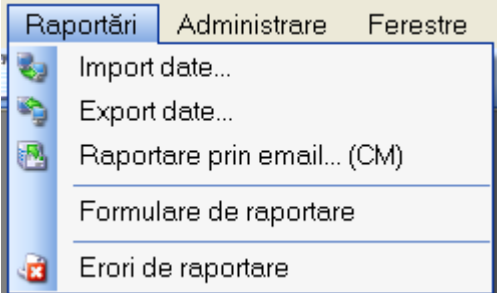 Raportări Administrare Ferestre
Import date...
Export date...
Raportare prin email... (CM)
Formulare de raportare
Erori de raportare